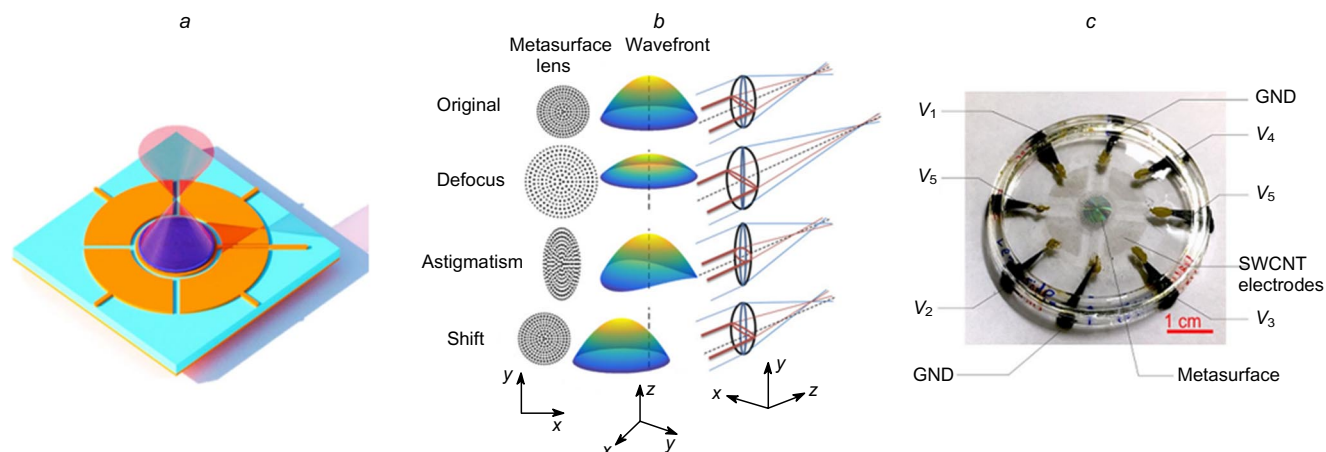 a
b
c
Metasurface
lens
Wavefront
Original
Defocus
Astigmatism
Shift
y
x
z
x
y
y
x
z
V1
GND
V4
V5
V5
SWCNT
electrodes
V2
V3
1 cm
GND
Metasurface